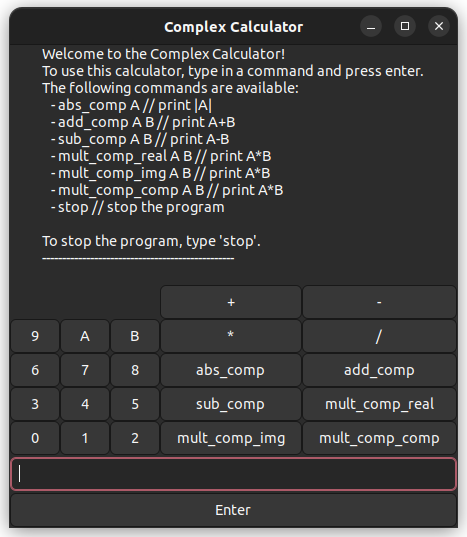 Complex Calculator
Welcome to the Complex Calculator!
To use this calculator, type in a command and press enter.
The following commands are available:
- abs_comp A // print |A|
- add_comp A B // print A+B
- sub_comp A B // print A-B
- mult_comp_real A B // print A*B
- mult_comp_img A B // print A*B
- mult_comp_comp A B // print A*B
- stop // stop the program
To stop the program, type 'stop'.
------------------------------------------------
+ -
9 A B * /
6 7 8 abs_comp add_comp
3 4 5 sub_comp mult_comp_real
0 1 2 mult_comp_img mult_comp_comp
Enter